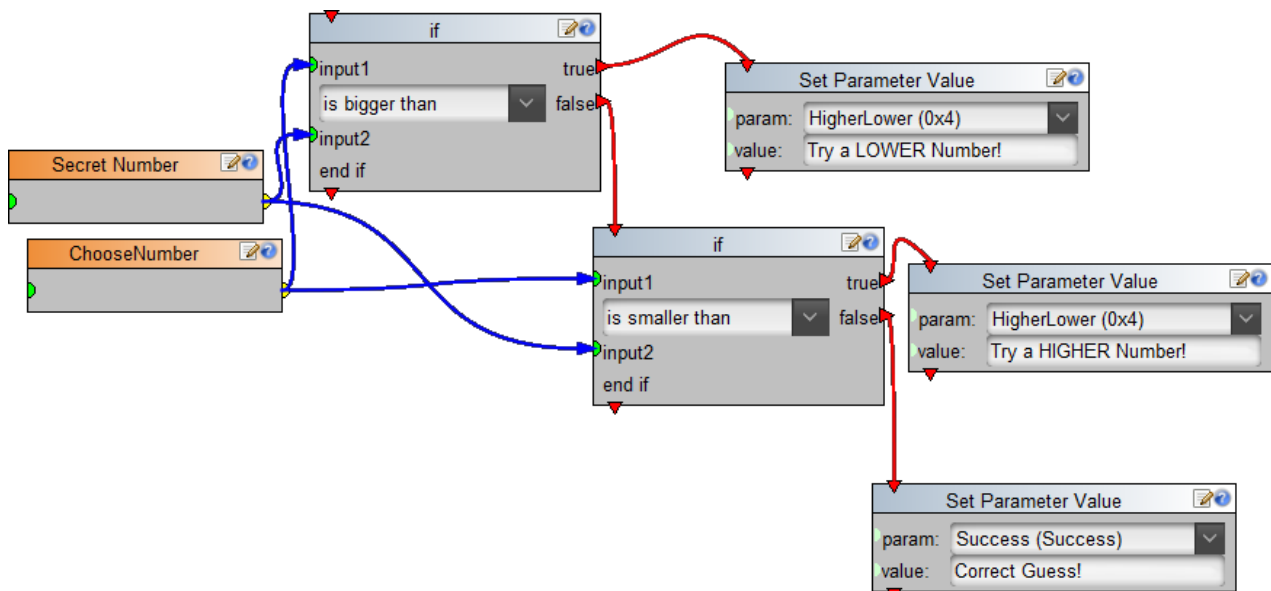 if
input1 true
is bigger than false
input2
end if
Set Parameter Value
param: HigherLower (0x4)
value: Try a LOWER Number!
Secret Number
ChooseNumber
if
input1 true
is smaller than false
input2
end if
Set Parameter Value
param: HigherLower (0x4)
value: Try a HIGHER Number!
Set Parameter Value
param: Success (Success)
value: Correct Guess!